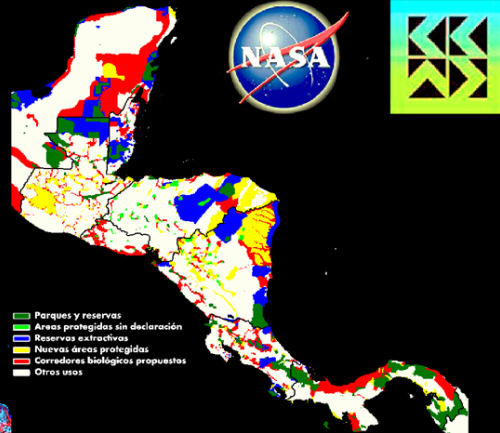 NASA
Parques y reservas
Areas protegidas sin declaración
Reservas extractivas
Nuevas áreas protegidas
Corredores biológicos propuestos
Otros usos